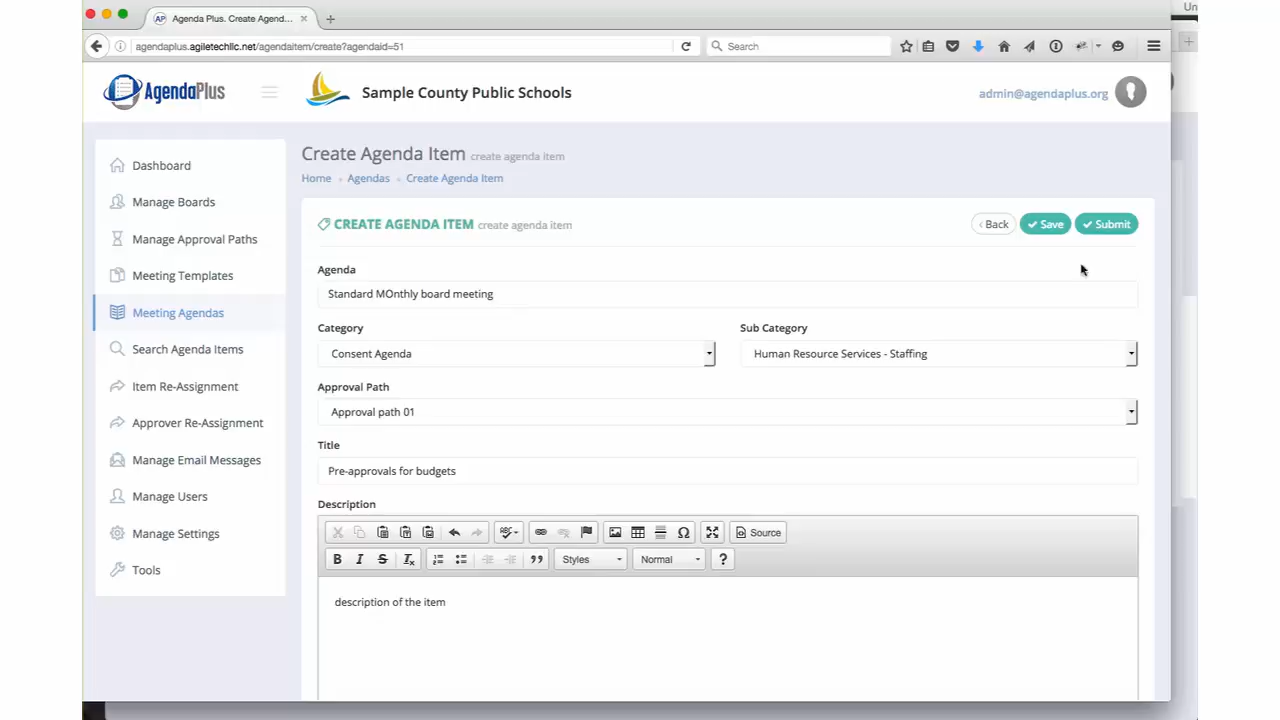 Un
AP Agenda Plus. Create Agend... × +
agendaplus.agiletechllc.net/agendaitem/create?agendaid=51
Search
AgendaPlus
Sample County Public Schools
admin@agendaplus.org
Dashboard
Manage Boards
Manage Approval Paths
Meeting Templates
Meeting Agendas
Search Agenda Items
Item Re-Assignment
Approver Re-Assignment
Manage Email Messages
Manage Users
Manage Settings
Tools
Create Agenda Item create agenda item
Home Agendas Create Agenda Item
CREATE AGENDA ITEM create agenda item
Back Save Submit
Agenda
Standard MOnthly board meeting
Category Sub Category
Consent Agenda Human Resource Services - Staffing
Approval Path
Approval path 01
Title
Pre-approvals for budgets
Description
Ω Source
B I S Ix Styles Normal ?
description of the item